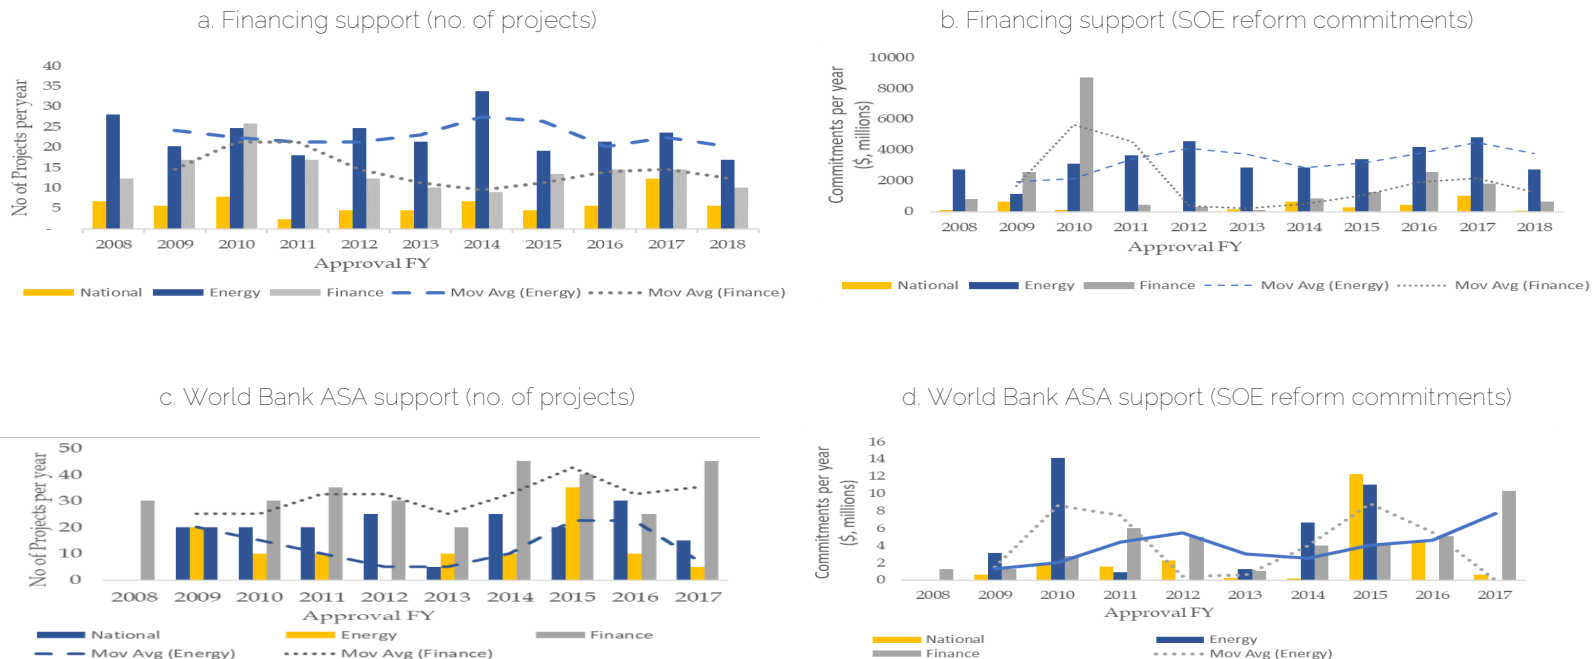 a. Financing support (no. of projects)
No of Projects per year
40
35
30
25
20
15
10
5
-
2008 2009 2010 2011 2012 2013 2014 2015 2016 2017 2018
Approval FY
National Energy Finance Mov Avg (Energy) Mov Avg (Finance)
b. Financing support (SOE reform commitments)
Commitments per year
($, millions)
10000
8000
6000
4000
2000
0
2008 2009 2010 2011 2012 2013 2014 2015 2016 2017 2018
Approval FY
National Energy Finance Mov Avg (Energy) Mov Avg (Finance)
c. World Bank ASA support (no. of projects)
No of Projects per year
50
40
30
20
10
0
2008 2009 2010 2011 2012 2013 2014 2015 2016 2017
Approval FY
National Energy Finance
Mov Avg (Energy) Mov Avg (Finance)
d. World Bank ASA support (SOE reform commitments)
Commitments per year
($, millions)
16
14
12
10
8
6
4
2
0
2008 2009 2010 2011 2012 2013 2014 2015 2016 2017
Approval FY
National Energy
Finance Mov Avg (Energy)